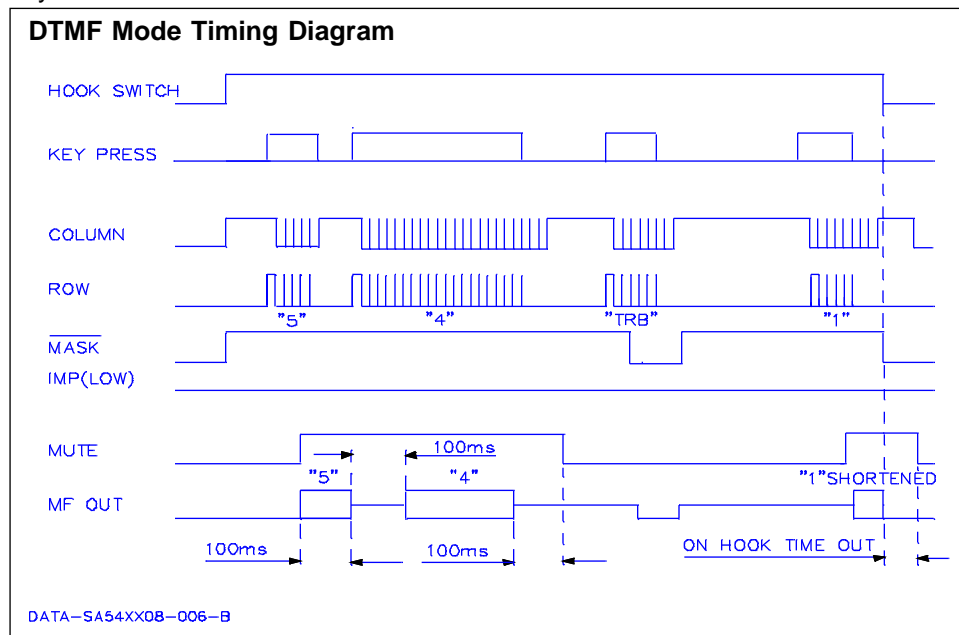 DTMF Mode Timing Diagram
HOOK SWITCH
KEY PRESS
COLUMN
ROW
"5" "4" "TRB" "1"
MASK
IMP(LOW)
MUTE
100ms
"5" "4" "1"SHORTENED
MF OUT
100ms 100ms ON HOOK TIME OUT
DATA-SA54XX08-006-B